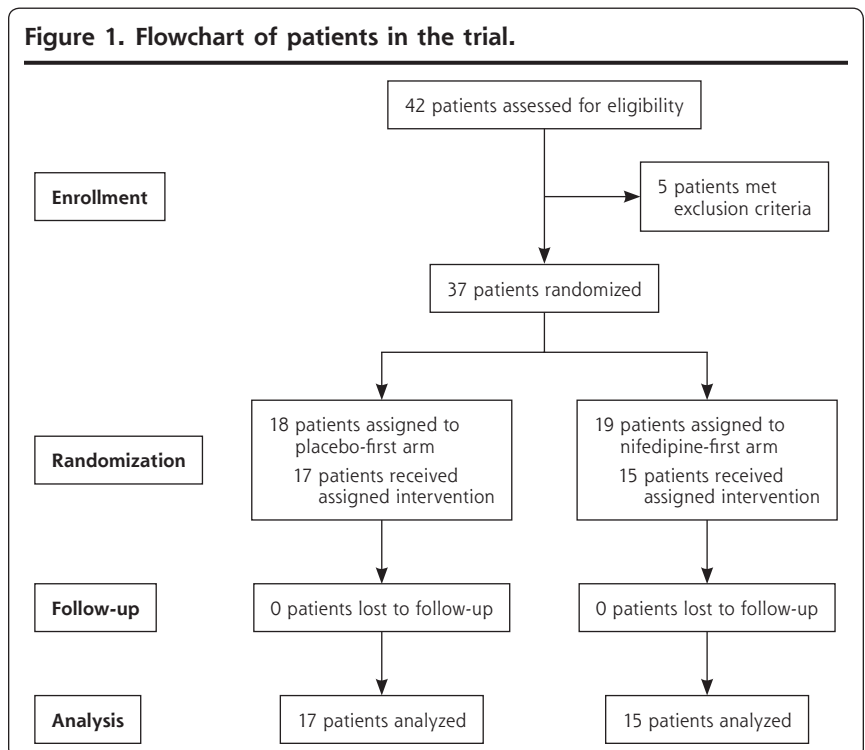 Figure 1. Flowchart of patients in the trial.
42 patients assessed for eligibility
Enrollment
5 patients met
exclusion criteria
37 patients randomized
Randomization
18 patients assigned to
placebo-first arm
17 patients received
assigned intervention
19 patients assigned to
nifedipine-first arm
15 patients received
assigned intervention
Follow-up
0 patients lost to follow-up
0 patients lost to follow-up
Analysis
17 patients analyzed
15 patients analyzed